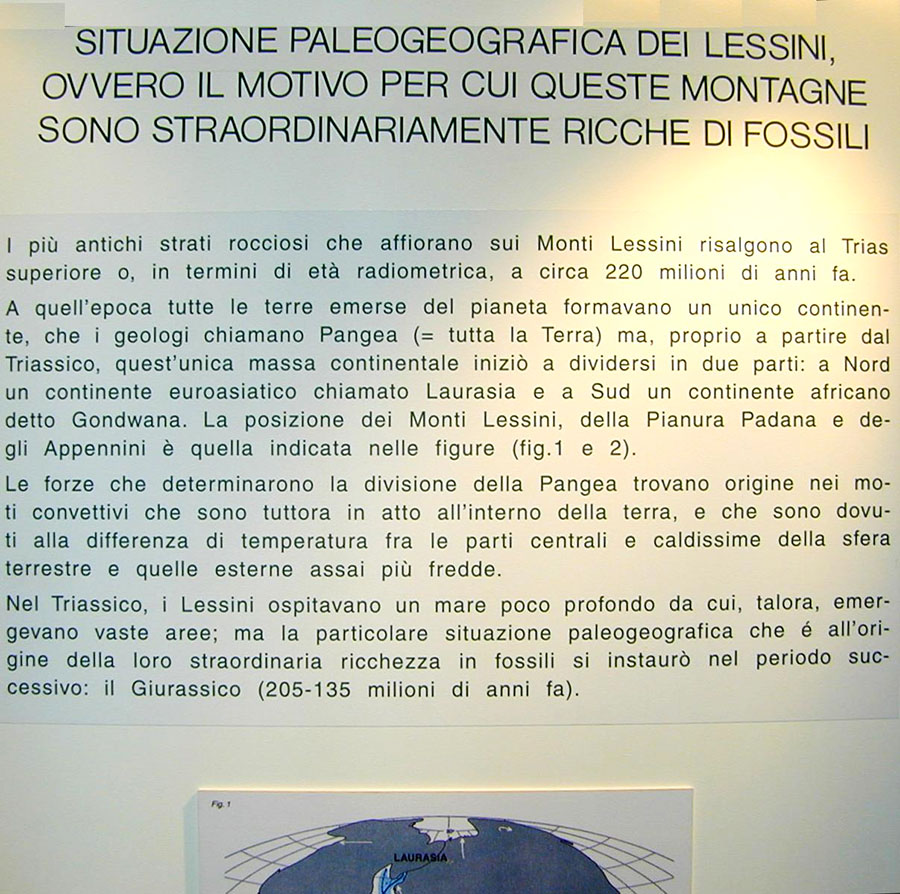 SITUAZIONE PALEOGEOGRAFICA DEI LESSINI,
OVVERO IL MOTIVO PER CUI QUESTE MONTAGNE
SONO STRAORDINARIAMENTE RICCHE DI FOSSILI
I più antichi strati rocciosi che affiorano sui Monti Lessini risalgono al Trias
superiore o, in termini di età radiometrica, a circa 220 milioni di anni fa.
A quell'epoca tutte le terre emerse del pianeta formavano un unico continen-
te, che i geologi chiamano Pangea (= tutta la Terra) ma, proprio a partire dal
Triassico, quest'unica massa continentale iniziò a dividersi in due parti: a Nord
un continente euroasiatico chiamato Laurasia e a Sud un continente africano
detto Gondwana. La posizione dei Monti Lessini, della Pianura Padana e de-
gli Appennini è quella indicata nelle figure (fig.1 e 2).
Le forze che determinarono la divisione della Pangea trovano origine nei mo-
ti convettivi che sono tuttora in atto all'interno della terra, e che sono dovu-
ti alla differenza di temperatura fra le parti centrali e caldissime della sfera
terrestre e quelle esterne assai più fredde.
Nel Triassico, i Lessini ospitavano un mare poco profondo da cui, talora, emer-
gevano vaste aree; ma la particolare situazione paleogeografica che é all'ori-
gine della loro straordinaria ricchezza in fossili si instaurò nel periodo suc-
cessivo: il Giurassico (205-135 milioni di anni fa).
Fig. 1
LAURASIA